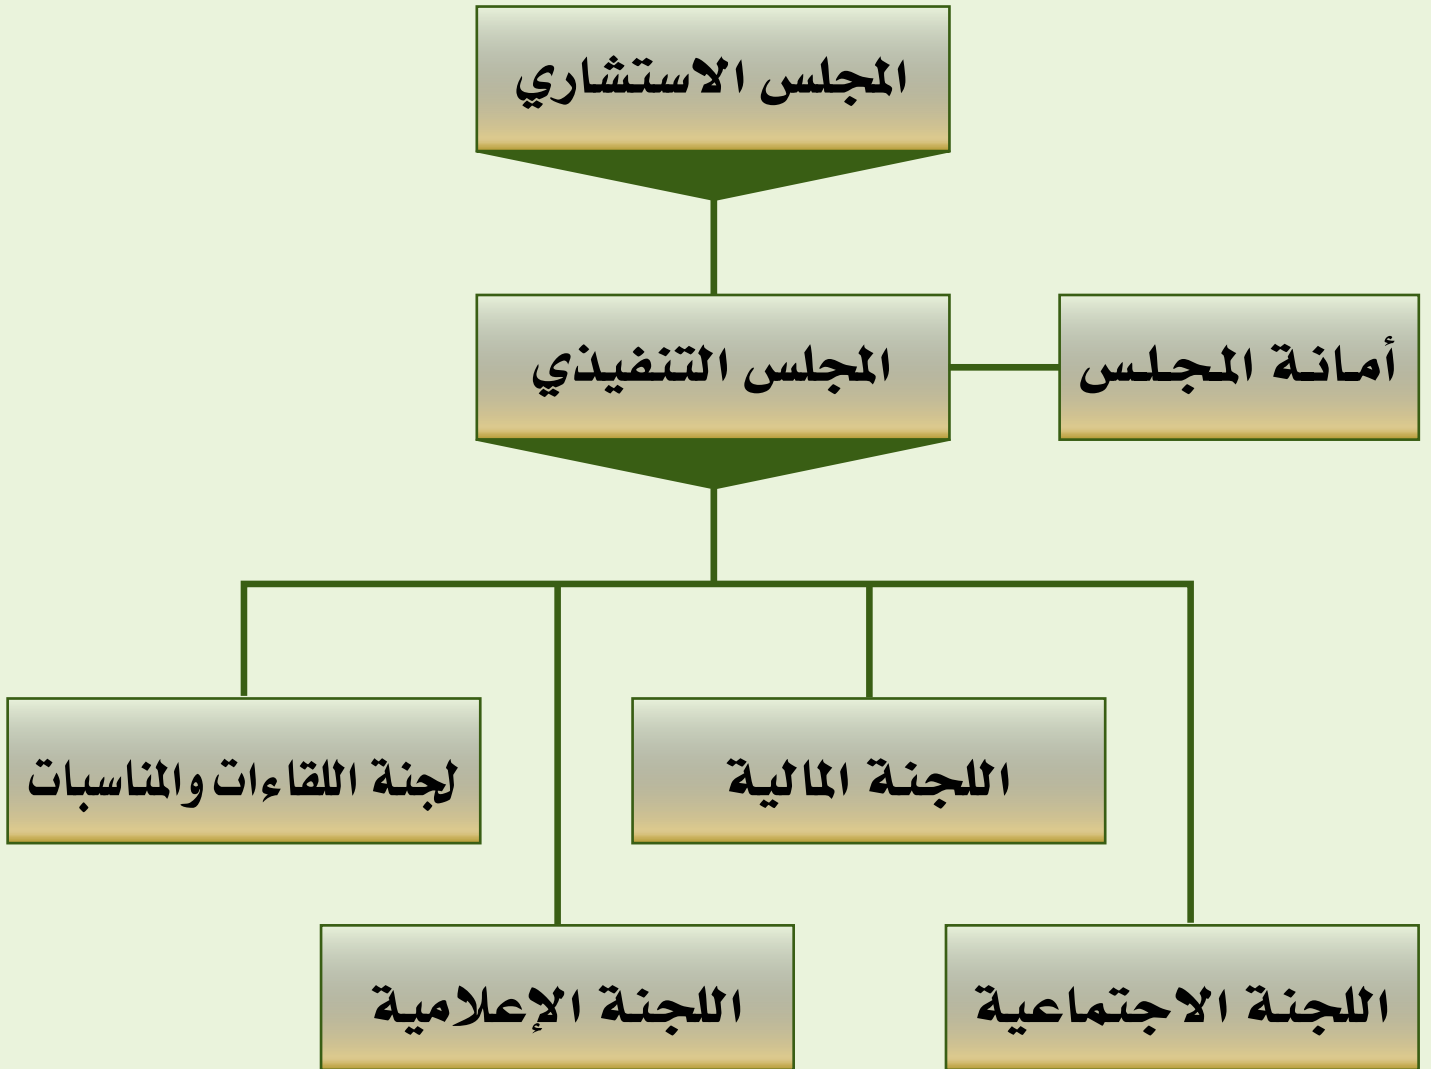 المجلس الاستشاري
أمانة المجلس
المجلس التنفيذي
اللجنة المالية
لجنة اللقاءات والمناسبات
اللجنة الاجتماعية
اللجنة الإعلامية